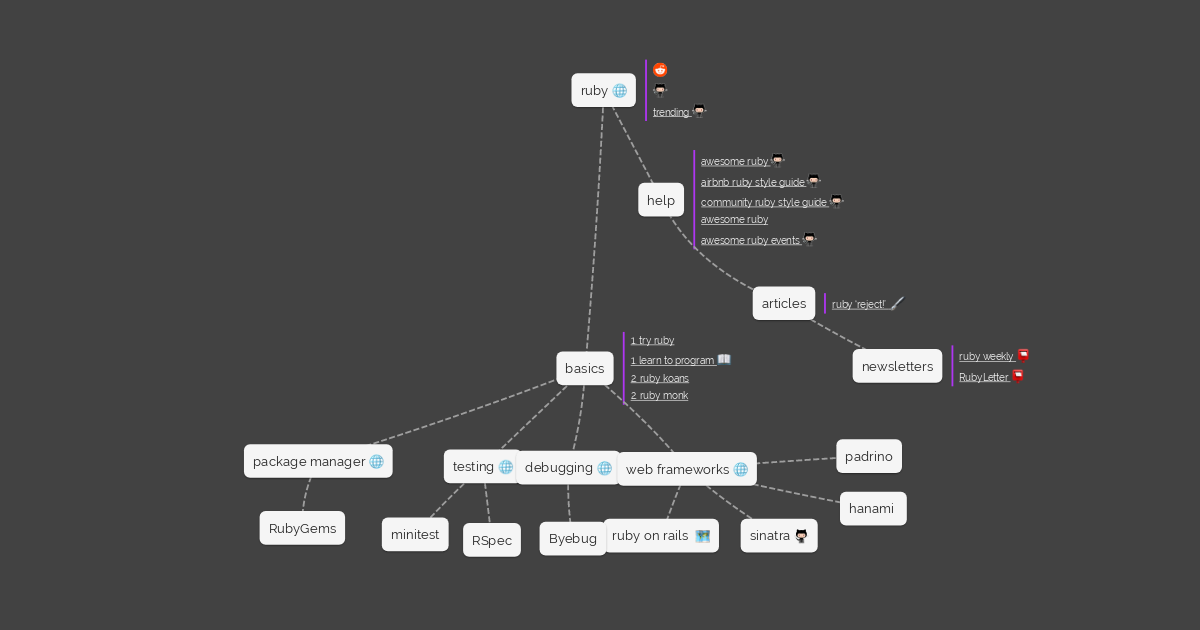 ruby
trending
awesome ruby
airbnb ruby style guide
help
community ruby style guide
awesome ruby
awesome ruby events
articles
ruby 'reject!'
1 try ruby
basics
1 learn to program
2 ruby koans
2 ruby monk
newsletters
ruby weekly
RubyLetter
package manager
testing
debugging
web frameworks
padrino
hanami
RubyGems
minitest
RSpec
Byebug
ruby on rails
sinatra